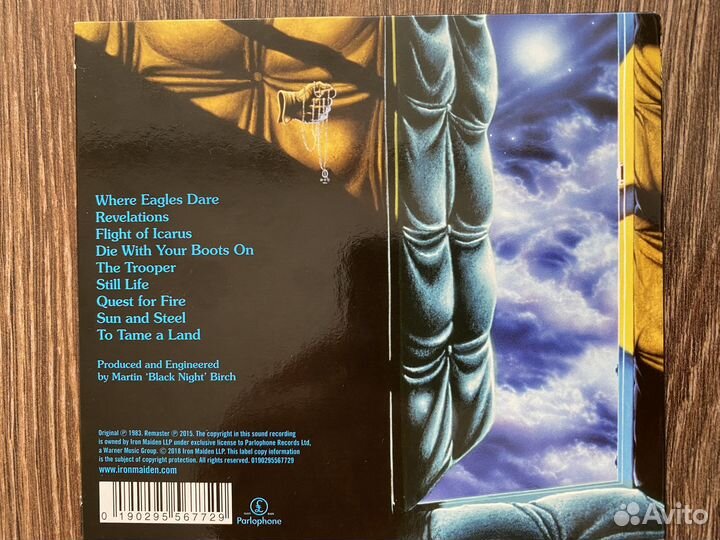 Where Eagles Dare
Revelations
Flight of Icarus
Die With Your Boots On
The Trooper
Still Life
Quest for Fire
Sun and Steel
To Tame a Land
Produced and Engineered
by Martin 'Black Night' Birch
Original ℗ 1983. Remaster ℗ 2015. The copyright in this sound recording
is owned by Iron Maiden LLP under exclusive license to Parlophone Records Ltd,
a Warner Music Group. © 2018 Iron Maiden LLP. This label copy information
is the subject of copyright protection. All rights reserved. 0190295567729
www.ironmaiden.com
0 190295 567729
Parlophone
Avito